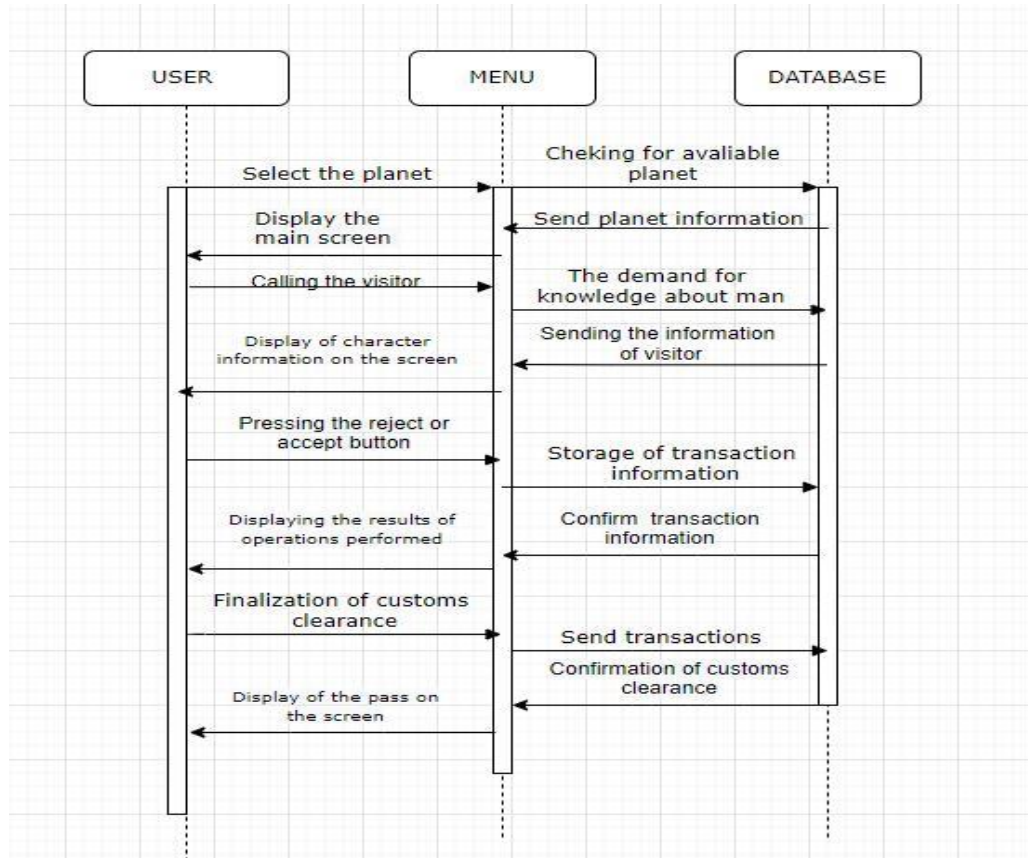 USER
MENU
DATABASE
Select the planet
Cheking for avaliable
planet
Send planet information
Display the
main screen
Calling the visitor
The demand for
knowledge about man
Sending the information
of visitor
Display of character
information on the screen
Pressing the reject or
accept button
Storage of transaction
information
Confirm transaction
information
Displaying the results of
operations performed
Finalization of customs
clearance
Send transactions
Confirmation of customs
clearance
Display of the pass on
the screen